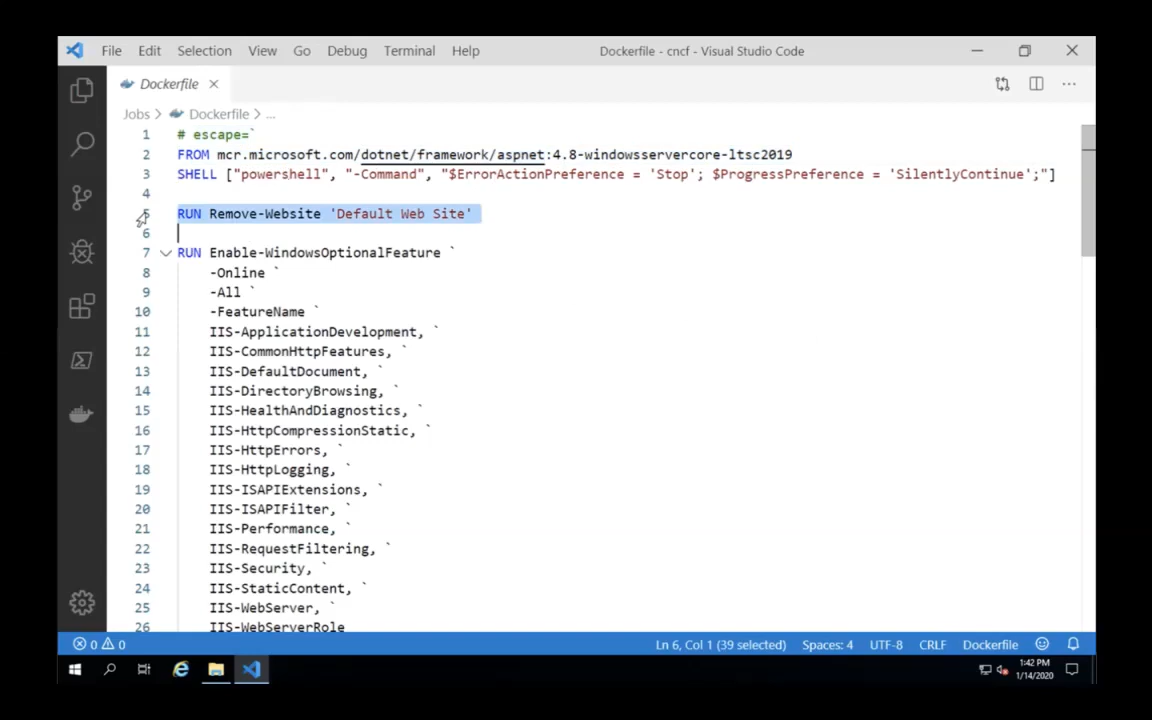 File Edit Selection View Go Debug Terminal Help Dockerfile - cncf - Visual Studio Code
Dockerfile
Jobs > Dockerfile > ...
1 # escape=`
2 FROM mcr.microsoft.com/dotnet/framework/aspnet:4.8-windowsservercore-ltsc2019
3 SHELL ["powershell", "-Command", "$ErrorActionPreference = 'Stop'; $ProgressPreference = 'SilentlyContinue';"]
4
5 RUN Remove-Website 'Default Web Site'
6
7 RUN Enable-WindowsOptionalFeature `
8 -Online `
9 -All `
10 -FeatureName `
11 IIS-ApplicationDevelopment, `
12 IIS-CommonHttpFeatures, `
13 IIS-DefaultDocument, `
14 IIS-DirectoryBrowsing, `
15 IIS-HealthAndDiagnostics, `
16 IIS-HttpCompressionStatic, `
17 IIS-HttpErrors, `
18 IIS-HttpLogging, `
19 IIS-ISAPIExtensions, `
20 IIS-ISAPIFilter, `
21 IIS-Performance, `
22 IIS-RequestFiltering, `
23 IIS-Security, `
24 IIS-StaticContent, `
25 IIS-WebServer, `
26 IIS-WebServerRole
0 0 Ln 6, Col 1 (39 selected) Spaces: 4 UTF-8 CRLF Dockerfile
1:42 PM
1/14/2020